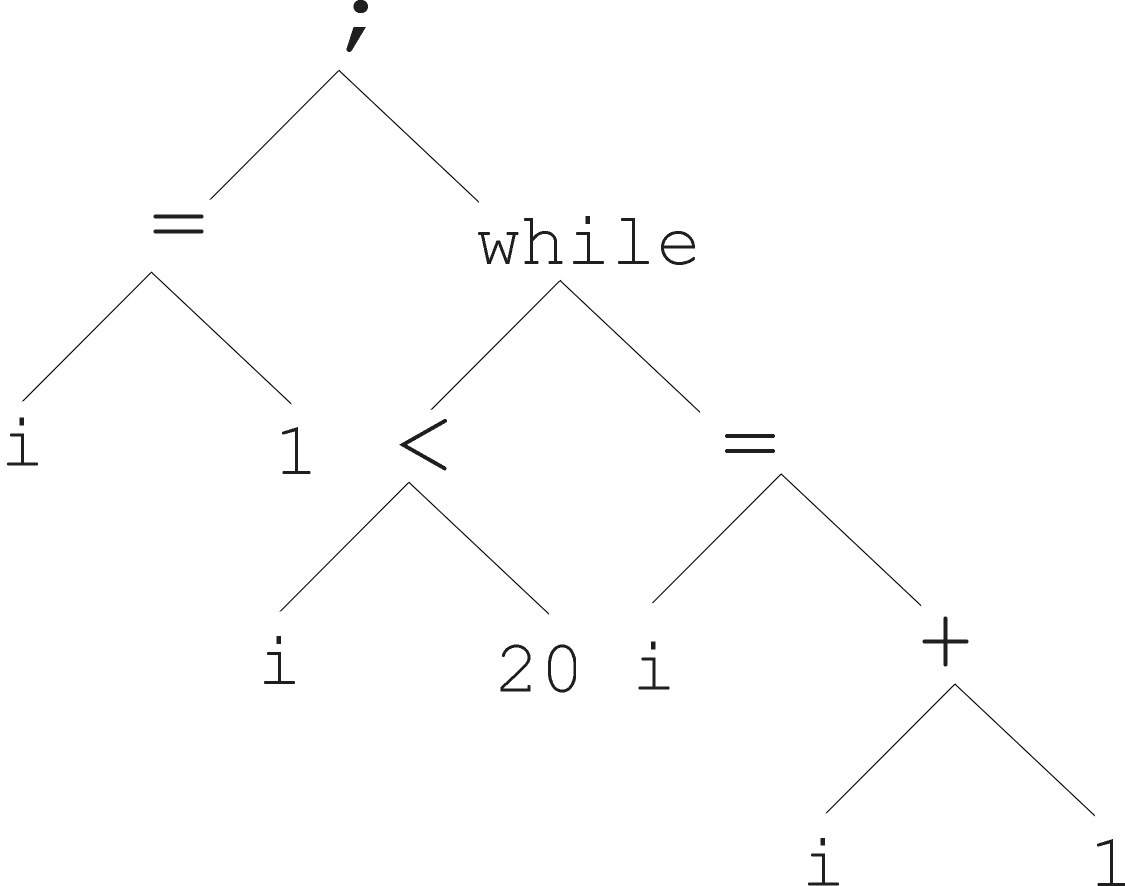 ;
= while
i 1 < =
i 20 i +
i 1